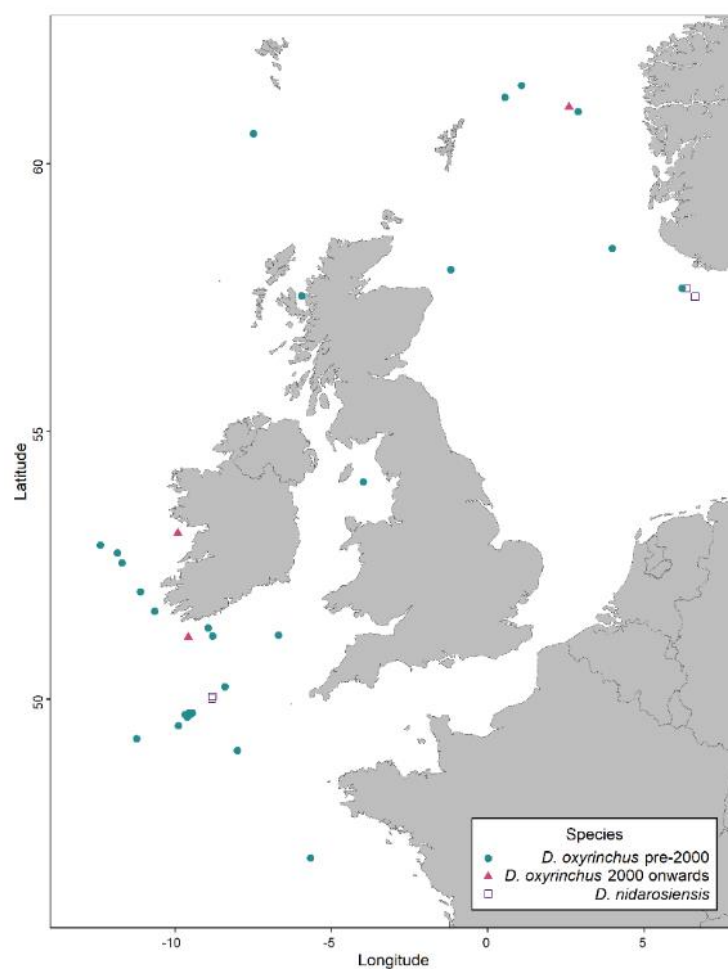 60
55
50
Latitude
-10
-5
0
5
Longitude
Species
D. oxyrinchus pre-2000
D. oxyrinchus 2000 onwards
D. nidarosiensis